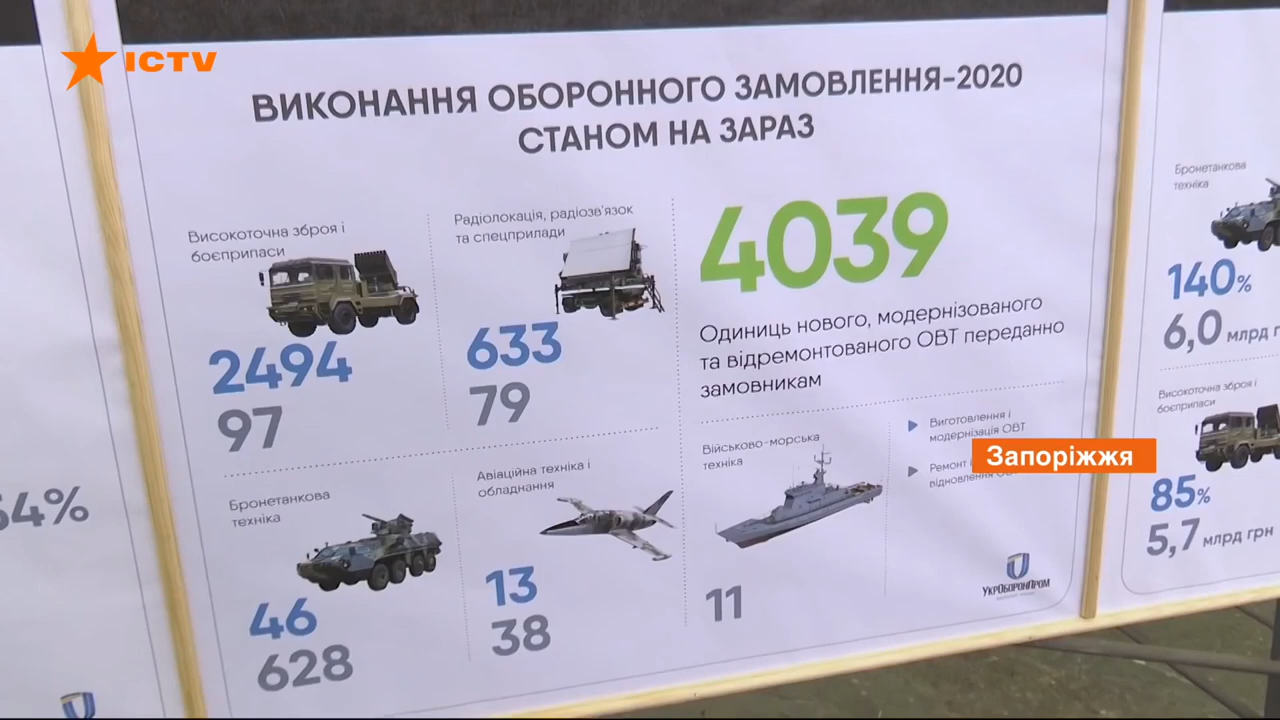 ICTV
ВИКОНАННЯ ОБОРОННОГО ЗАМОВЛЕННЯ-2020
СТАНОМ НА ЗАРАЗ
Високоточна зброя і
боєприпаси
2494
97
Радіолокація, радіозв'язок
та спецприлади
633
79
4039
Одиниць нового, модернізованого
та відремонтованого ОВТ переданно
замовникам
Бронетанкова
техніка
46
628
Авіаційна техніка і
обладнання
13
38
Військово-морська
техніка
11
Виготовлення і
модернізація ОВТ
Ремонт
відновлення
УкрОборонПром
Запоріжжя
54%
Бронетанкова
техніка
140%
6,0 млрд
Високоточна зброя і
боєприпаси
85%
5,7 млрд грн